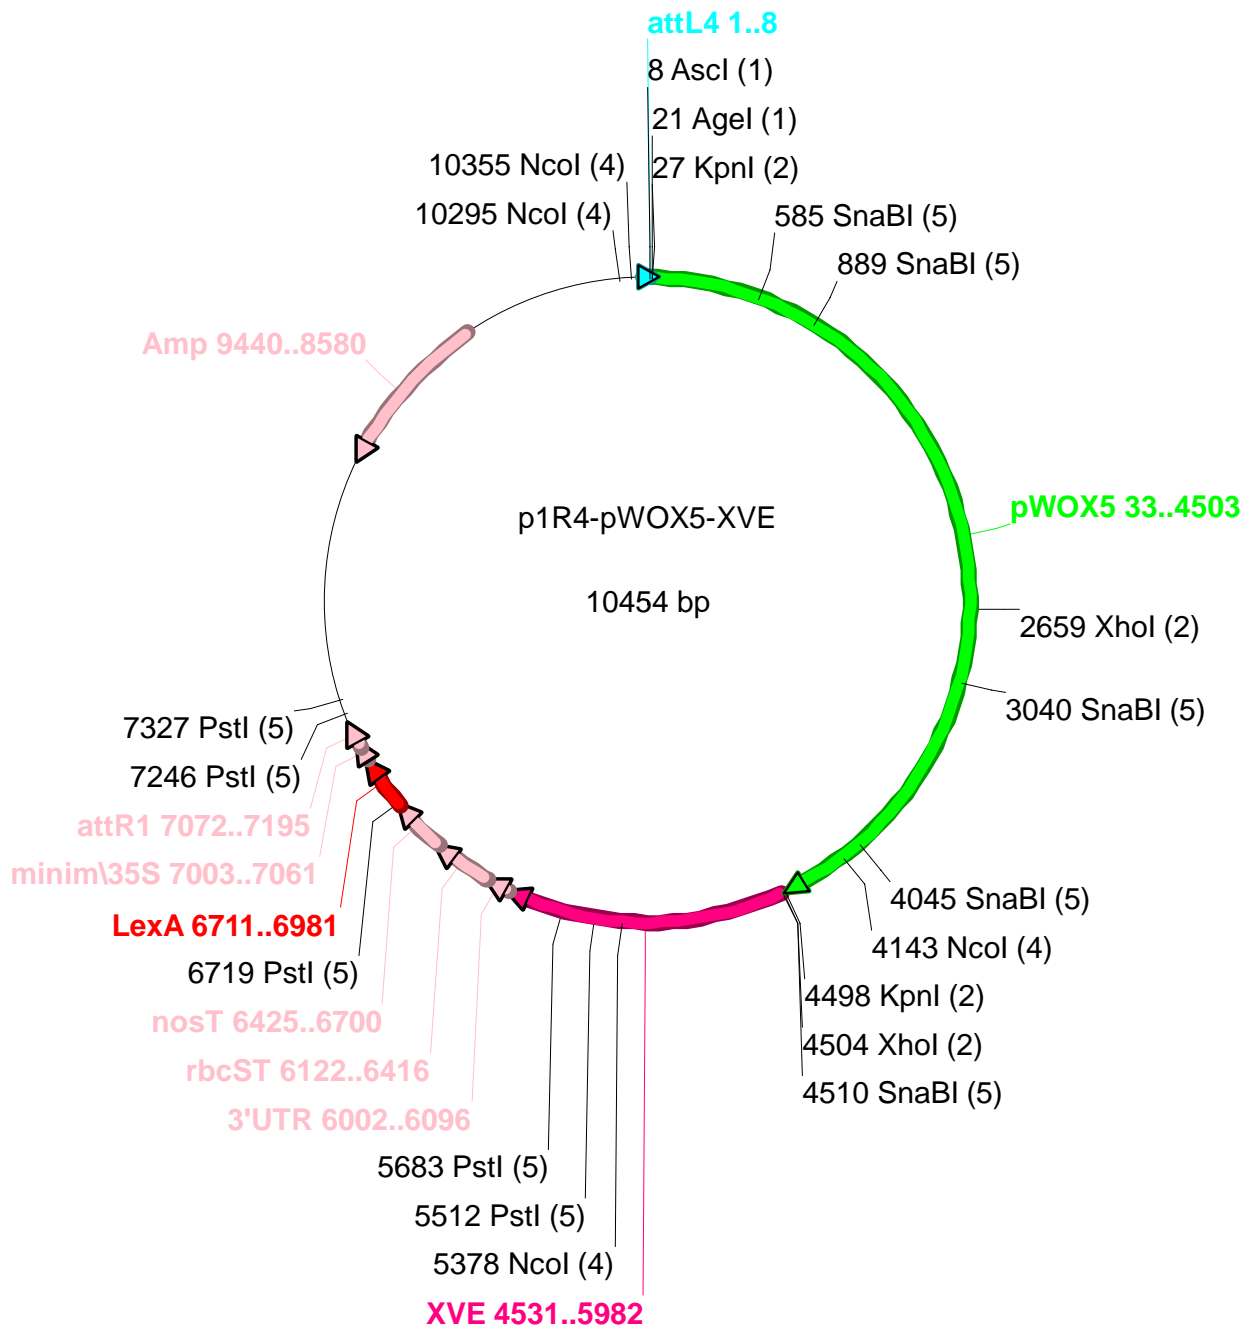 attL4 1..8
8 AscI (1)
21 AgeI (1)
27 KpnI (2)
10355 NcoI (4)
10295 NcoI (4)
585 SnaBI (5)
889 SnaBI (5)
Amp 9440..8580
pWOX5 33..4503
p1R4-pWOX5-XVE
10454 bp
2659 XhoI (2)
3040 SnaBI (5)
7327 PstI (5)
7246 PstI (5)
attR1 7072..7195
minim\35S 7003..7061
LexA 6711..6981
6719 PstI (5)
nosT 6425..6700
rbcST 6122..6416
3'UTR 6002..6096
4045 SnaBI (5)
4143 NcoI (4)
4498 KpnI (2)
4504 XhoI (2)
4510 SnaBI (5)
5683 PstI (5)
5512 PstI (5)
5378 NcoI (4)
XVE 4531..5982